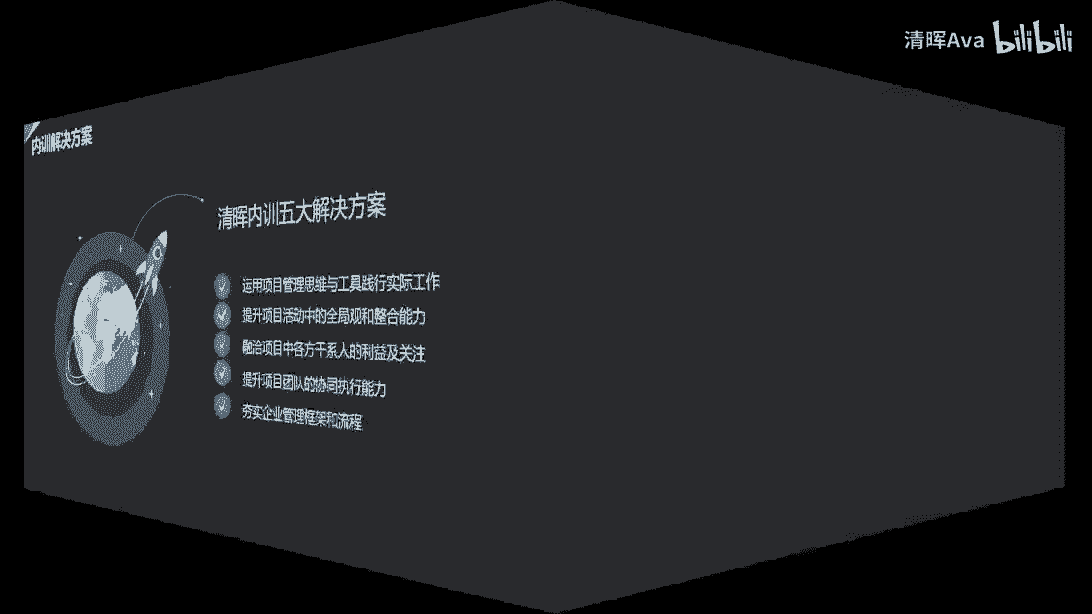 清晖Ava bilibili
内训解决方案
清晖内训五大解决方案
运用项目管理思维与工具践行实际工作
提升项目活动中的全局观和整合能力
融洽项目中各方干系人的利益及关注
提升项目团队的协同执行能力
夯实企业管理框架和流程